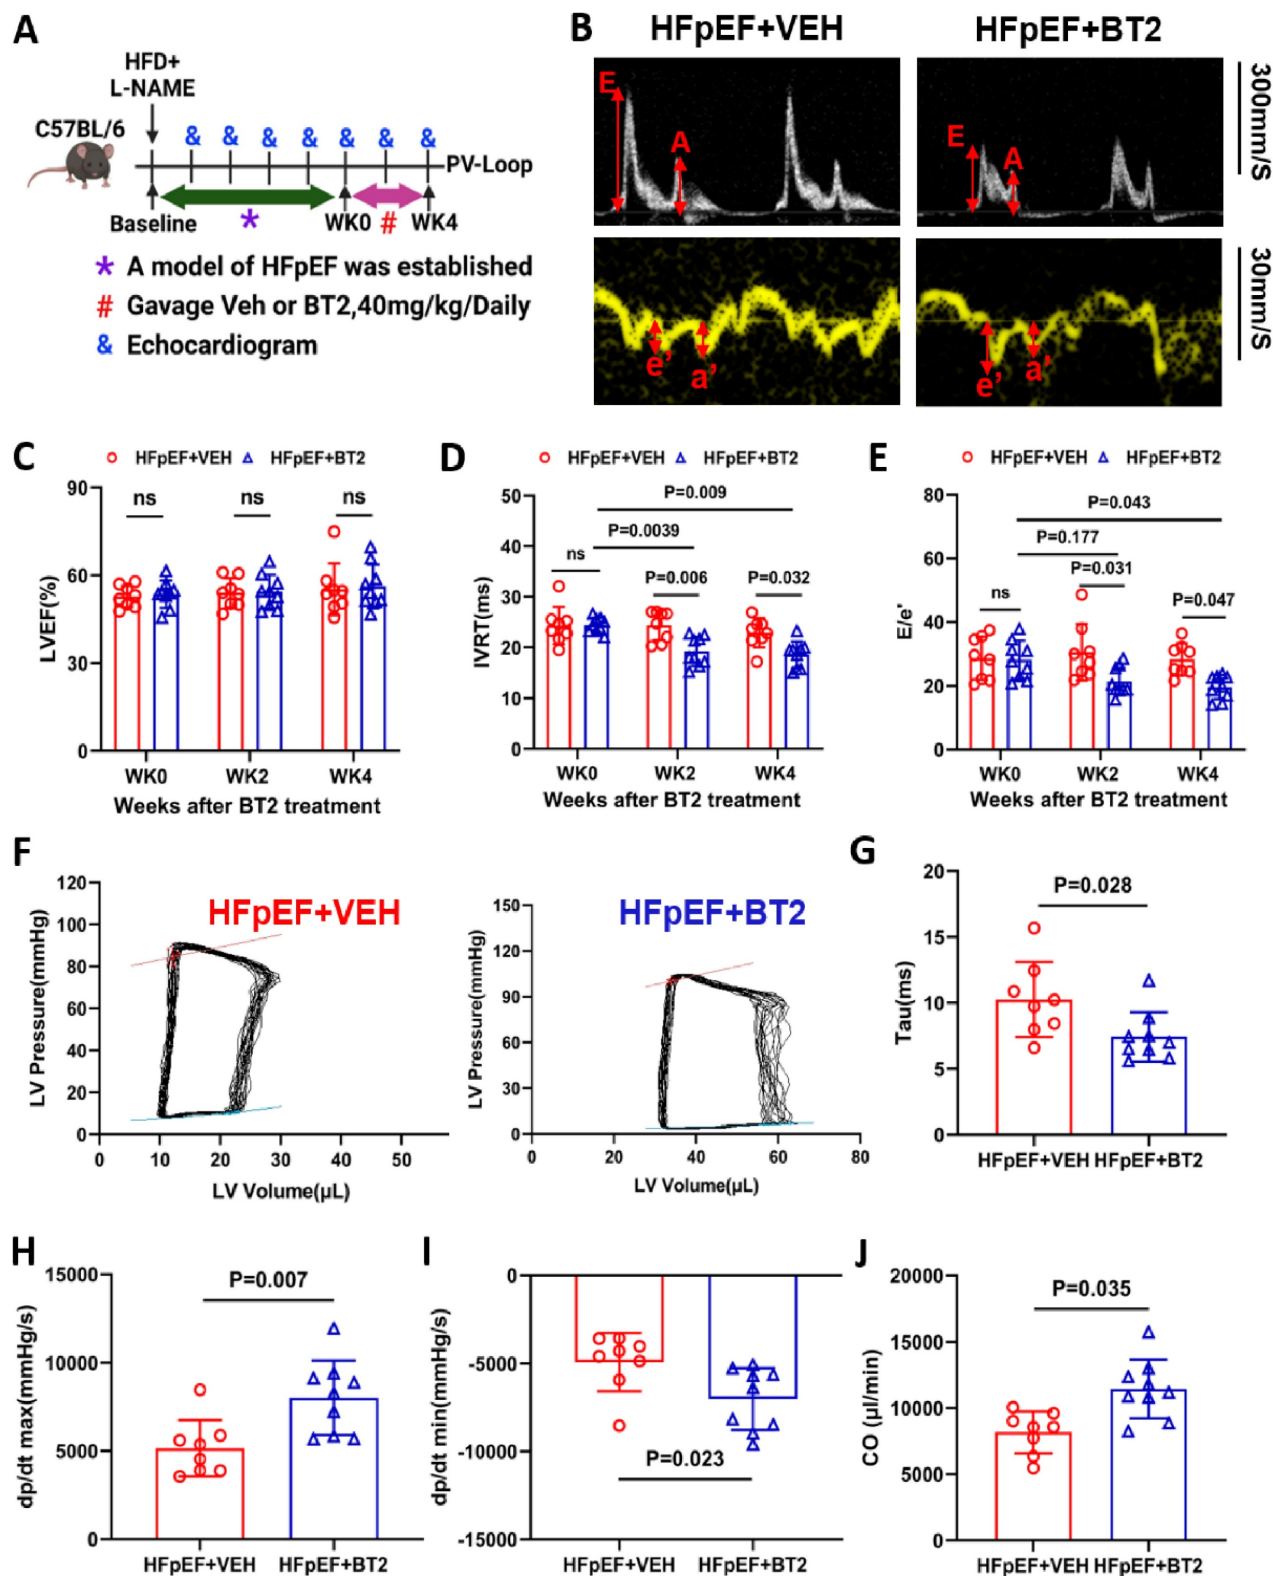 A
HFD+
L-NAME
C57BL/6
& & & & & & &
PV-Loop
Baseline * WK0 # WK4
* A model of HFpEF was established
# Gavage Veh or BT2,40mg/kg/Daily
& Echocardiogram
B
HFpEF+VEH HFpEF+BT2
E A
E A
300mm/S
e' a'
e' a'
30mm/S
C
HFpEF+VEH HFpEF+BT2
LVEF(%)
90
60
30
0
ns ns ns
WK0 WK2 WK4
Weeks after BT2 treatment
D
HFpEF+VEH HFpEF+BT2
IVRT(ms)
50
40
30
20
10
0
P=0.009
P=0.0039
ns P=0.006 P=0.032
WK0 WK2 WK4
Weeks after BT2 treatment
E
HFpEF+VEH HFpEF+BT2
E/e'
80
60
40
20
0
P=0.043
P=0.177
P=0.031
ns P=0.047
WK0 WK2 WK4
Weeks after BT2 treatment
F
HFpEF+VEH
LV Pressure(mmHg)
120
100
80
60
40
20
0
0 10 20 30 40 50
LV Volume(µL)
HFpEF+BT2
LV Pressure(mmHg)
150
120
90
60
30
0
0 20 40 60 80
LV Volume(µL)
G
Tau(ms)
20
15
10
5
0
P=0.028
HFpEF+VEH HFpEF+BT2
H
dp/dt max(mmHg/s)
15000
10000
5000
0
P=0.007
HFpEF+VEH HFpEF+BT2
I
dp/dt min(mmHg/s)
0
-5000
-10000
-15000
P=0.023
HFpEF+VEH HFpEF+BT2
J
CO (µl/min)
20000
15000
10000
5000
0
P=0.035
HFpEF+VEH HFpEF+BT2